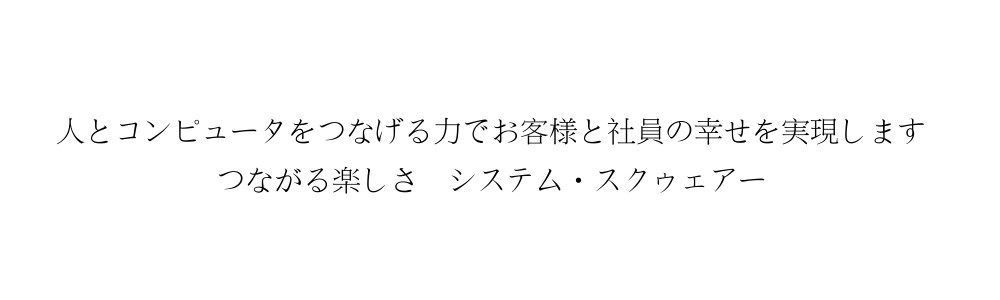 人とコンピュータをつなげる力でお客様と社員の幸せを実現します
つながる楽しさ　システム・スクゥェアー